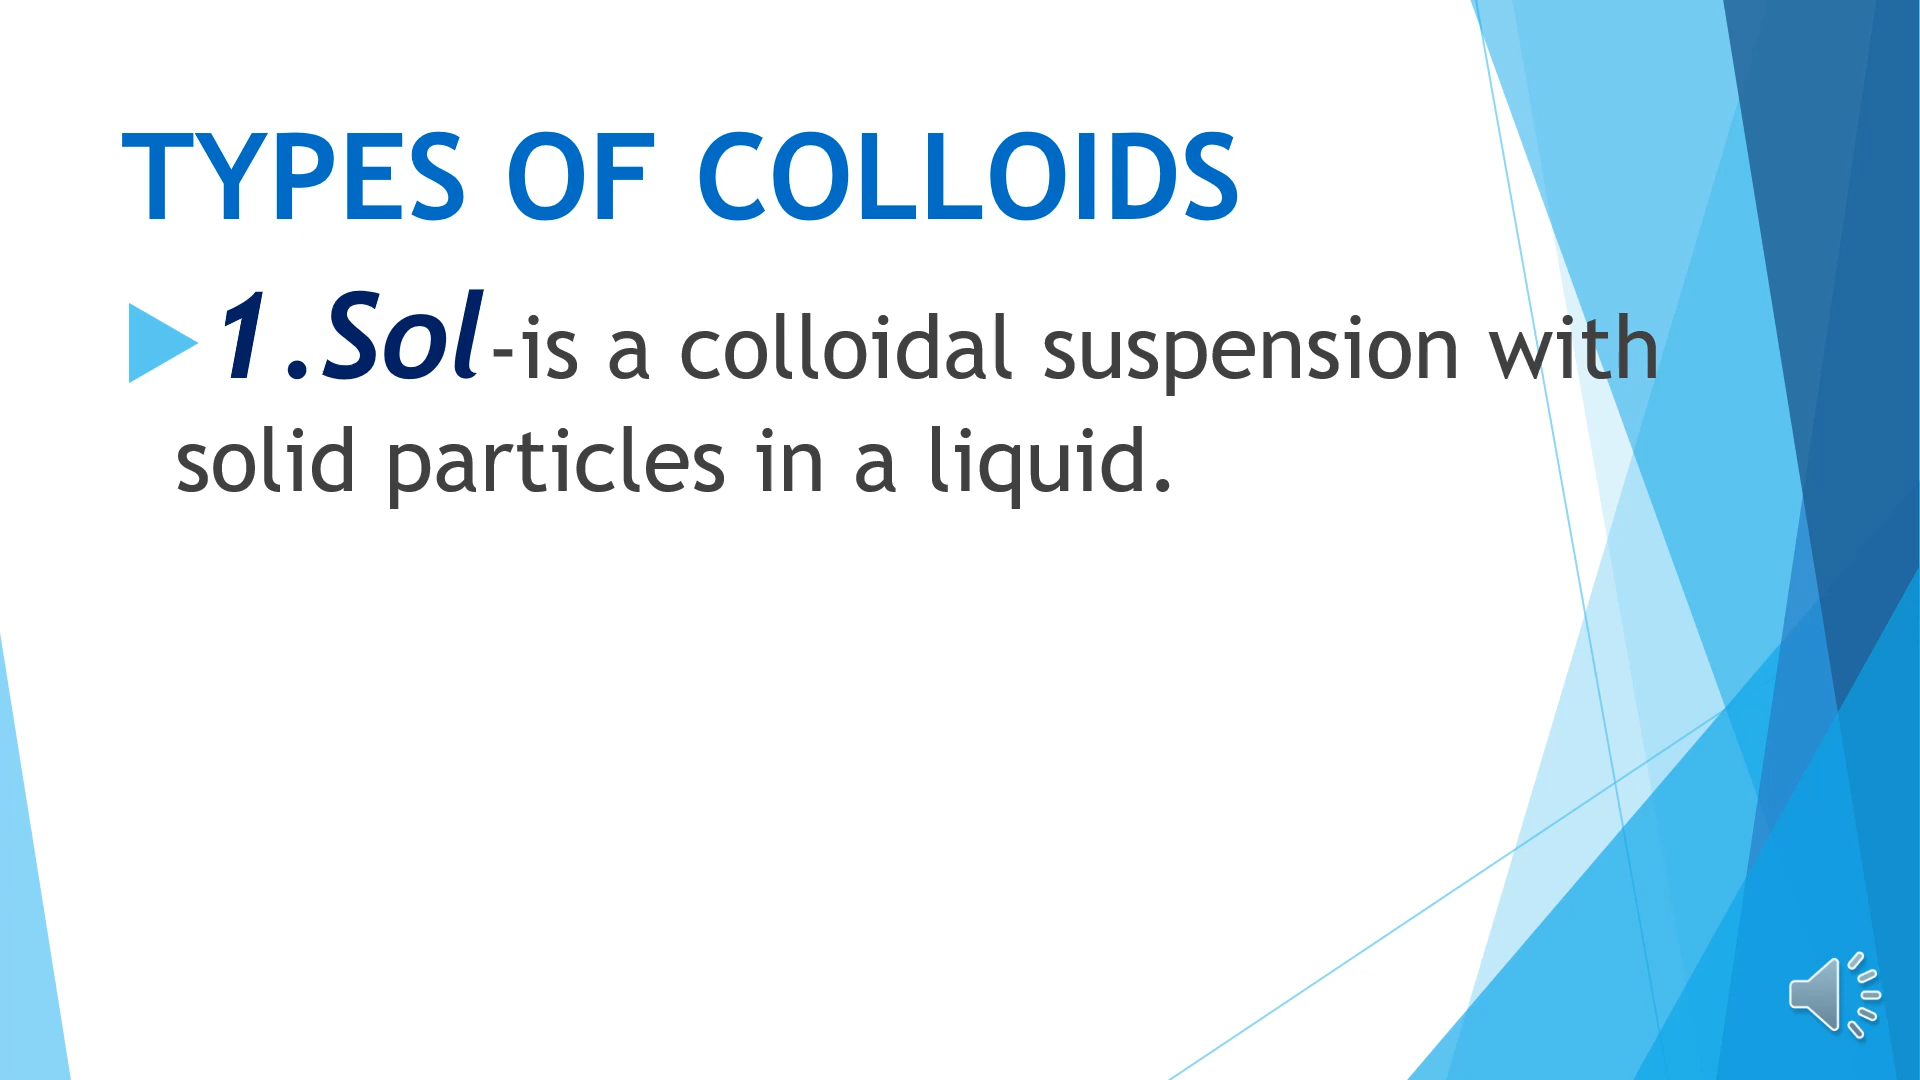 TYPES OF COLLOIDS
1.Sol-is a colloidal suspension with
solid particles in a liquid.